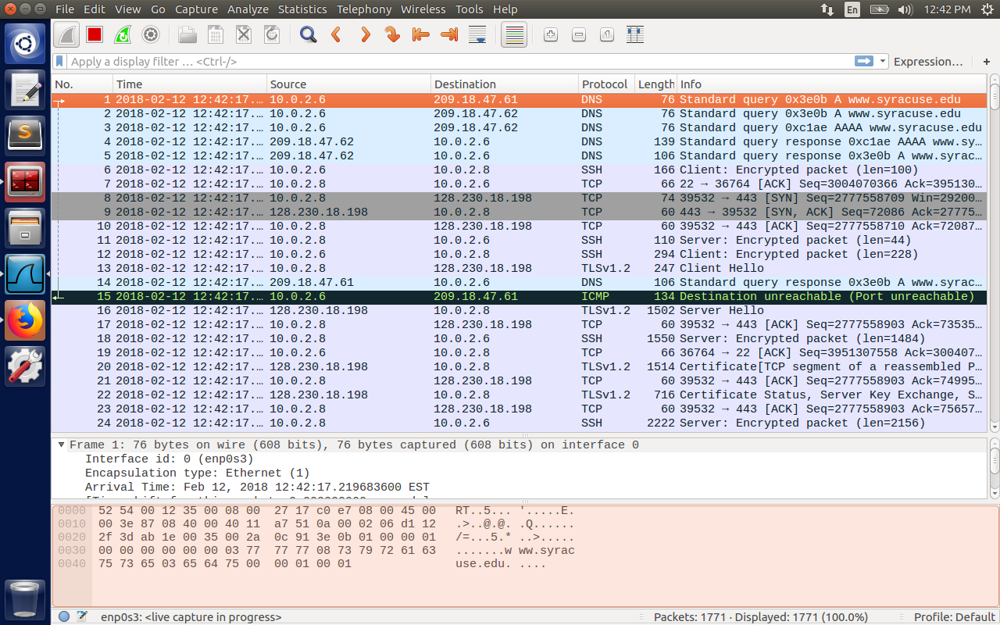 File Edit View Go Capture Analyze Statistics Telephony Wireless Tools Help En 12:42 PM
Apply a display filter … <Ctrl-/> Expression… +
No. Time Source Destination Protocol Length Info
1 2018-02-12 12:42:17.… 10.0.2.6 209.18.47.61 DNS 76 Standard query 0x3e0b A www.syracuse.edu
2 2018-02-12 12:42:17.… 10.0.2.6 209.18.47.62 DNS 76 Standard query 0x3e0b A www.syracuse.edu
3 2018-02-12 12:42:17.… 10.0.2.6 209.18.47.62 DNS 76 Standard query 0xc1ae AAAA www.syracuse.edu
4 2018-02-12 12:42:17.… 209.18.47.62 10.0.2.6 DNS 139 Standard query response 0xc1ae AAAA www.sy…
5 2018-02-12 12:42:17.… 209.18.47.62 10.0.2.6 DNS 106 Standard query response 0x3e0b A www.syrac…
6 2018-02-12 12:42:17.… 10.0.2.6 10.0.2.8 SSH 166 Client: Encrypted packet (len=100)
7 2018-02-12 12:42:17.… 10.0.2.8 10.0.2.6 TCP 66 22 → 36764 [ACK] Seq=3004070366 Ack=395130…
8 2018-02-12 12:42:17.… 10.0.2.8 128.230.18.198 TCP 74 39532 → 443 [SYN] Seq=2777558709 Win=29200…
9 2018-02-12 12:42:17.… 128.230.18.198 10.0.2.8 TCP 60 443 → 39532 [SYN, ACK] Seq=72086 Ack=27775…
10 2018-02-12 12:42:17.… 10.0.2.8 128.230.18.198 TCP 60 39532 → 443 [ACK] Seq=2777558710 Ack=72087…
11 2018-02-12 12:42:17.… 10.0.2.8 10.0.2.6 SSH 110 Server: Encrypted packet (len=44)
12 2018-02-12 12:42:17.… 10.0.2.6 10.0.2.8 SSH 294 Client: Encrypted packet (len=228)
13 2018-02-12 12:42:17.… 10.0.2.8 128.230.18.198 TLSv1.2 247 Client Hello
14 2018-02-12 12:42:17.… 209.18.47.61 10.0.2.6 DNS 106 Standard query response 0x3e0b A www.syrac…
15 2018-02-12 12:42:17.… 10.0.2.6 209.18.47.61 ICMP 134 Destination unreachable (Port unreachable)
16 2018-02-12 12:42:17.… 128.230.18.198 10.0.2.8 TLSv1.2 1502 Server Hello
17 2018-02-12 12:42:17.… 10.0.2.8 128.230.18.198 TCP 60 39532 → 443 [ACK] Seq=2777558903 Ack=73535…
18 2018-02-12 12:42:17.… 10.0.2.8 10.0.2.6 SSH 1550 Server: Encrypted packet (len=1484)
19 2018-02-12 12:42:17.… 10.0.2.6 10.0.2.8 TCP 66 36764 → 22 [ACK] Seq=3951307558 Ack=300407…
20 2018-02-12 12:42:17.… 128.230.18.198 10.0.2.8 TLSv1.2 1514 Certificate[TCP segment of a reassembled P…
21 2018-02-12 12:42:17.… 10.0.2.8 128.230.18.198 TCP 60 39532 → 443 [ACK] Seq=2777558903 Ack=74995…
22 2018-02-12 12:42:17.… 128.230.18.198 10.0.2.8 TLSv1.2 716 Certificate Status, Server Key Exchange, S…
23 2018-02-12 12:42:17.… 10.0.2.8 128.230.18.198 TCP 60 39532 → 443 [ACK] Seq=2777558903 Ack=75657…
24 2018-02-12 12:42:17.… 10.0.2.8 10.0.2.6 SSH 2222 Server: Encrypted packet (len=2156)
Frame 1: 76 bytes on wire (608 bits), 76 bytes captured (608 bits) on interface 0
Interface id: 0 (enp0s3)
Encapsulation type: Ethernet (1)
Arrival Time: Feb 12, 2018 12:42:17.219683600 EST
0000 52 54 00 12 35 00 08 00 27 17 c0 e7 08 00 45 00 RT..5... '.....E.
0010 00 3e 87 08 40 00 40 11 a7 51 0a 00 02 06 d1 12 .>..@.@. .Q......
0020 2f 3d ab 1e 00 35 00 2a 0c 91 3e 0b 01 00 00 01 /=...5.* ..>.....
0030 00 00 00 00 00 00 03 77 77 77 08 73 79 72 61 63 .......w ww.syrac
0040 75 73 65 03 65 64 75 00 00 01 00 01 use.edu. ....
enp0s3: <live capture in progress> Packets: 1771 · Displayed: 1771 (100.0%) Profile: Default